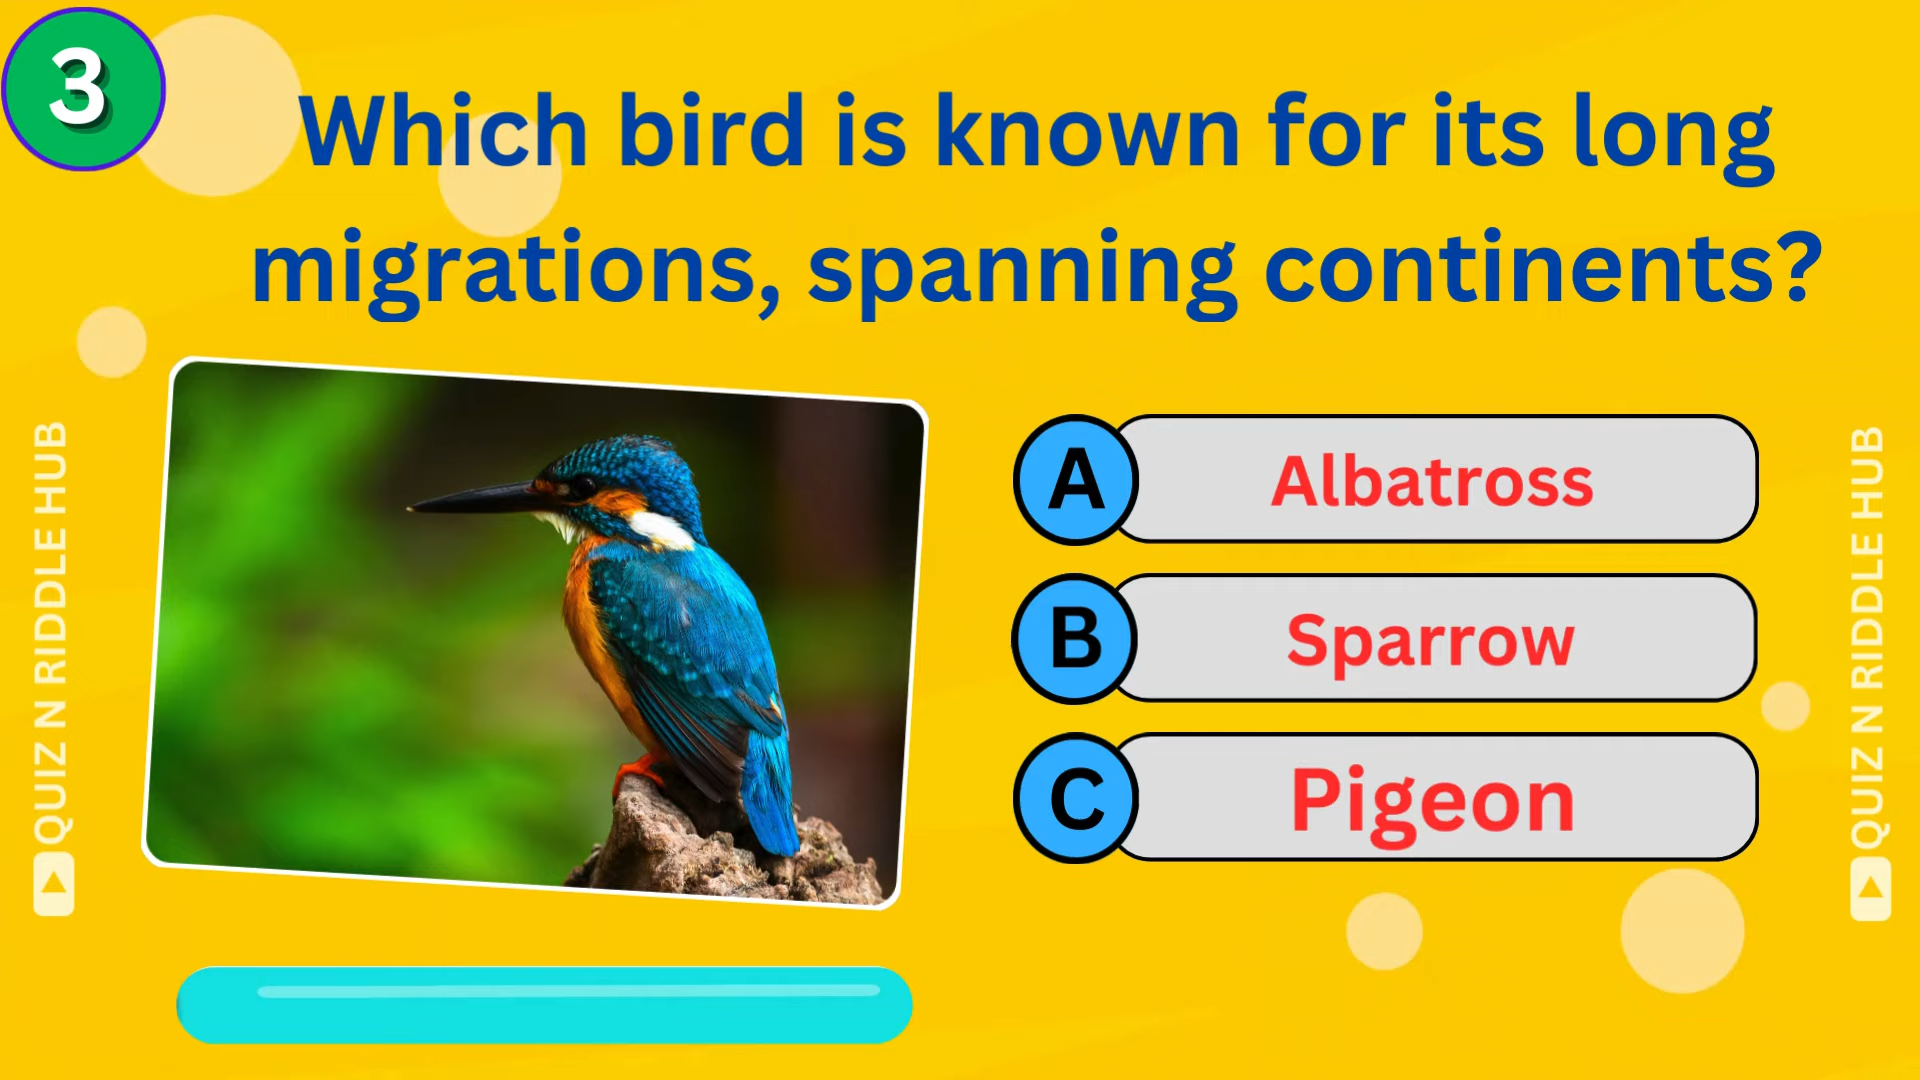 3
Which bird is known for its long
migrations, spanning continents?
A Albatross
B Sparrow
C Pigeon
QUIZ N RIDDLE HUB
QUIZ N RIDDLE HUB